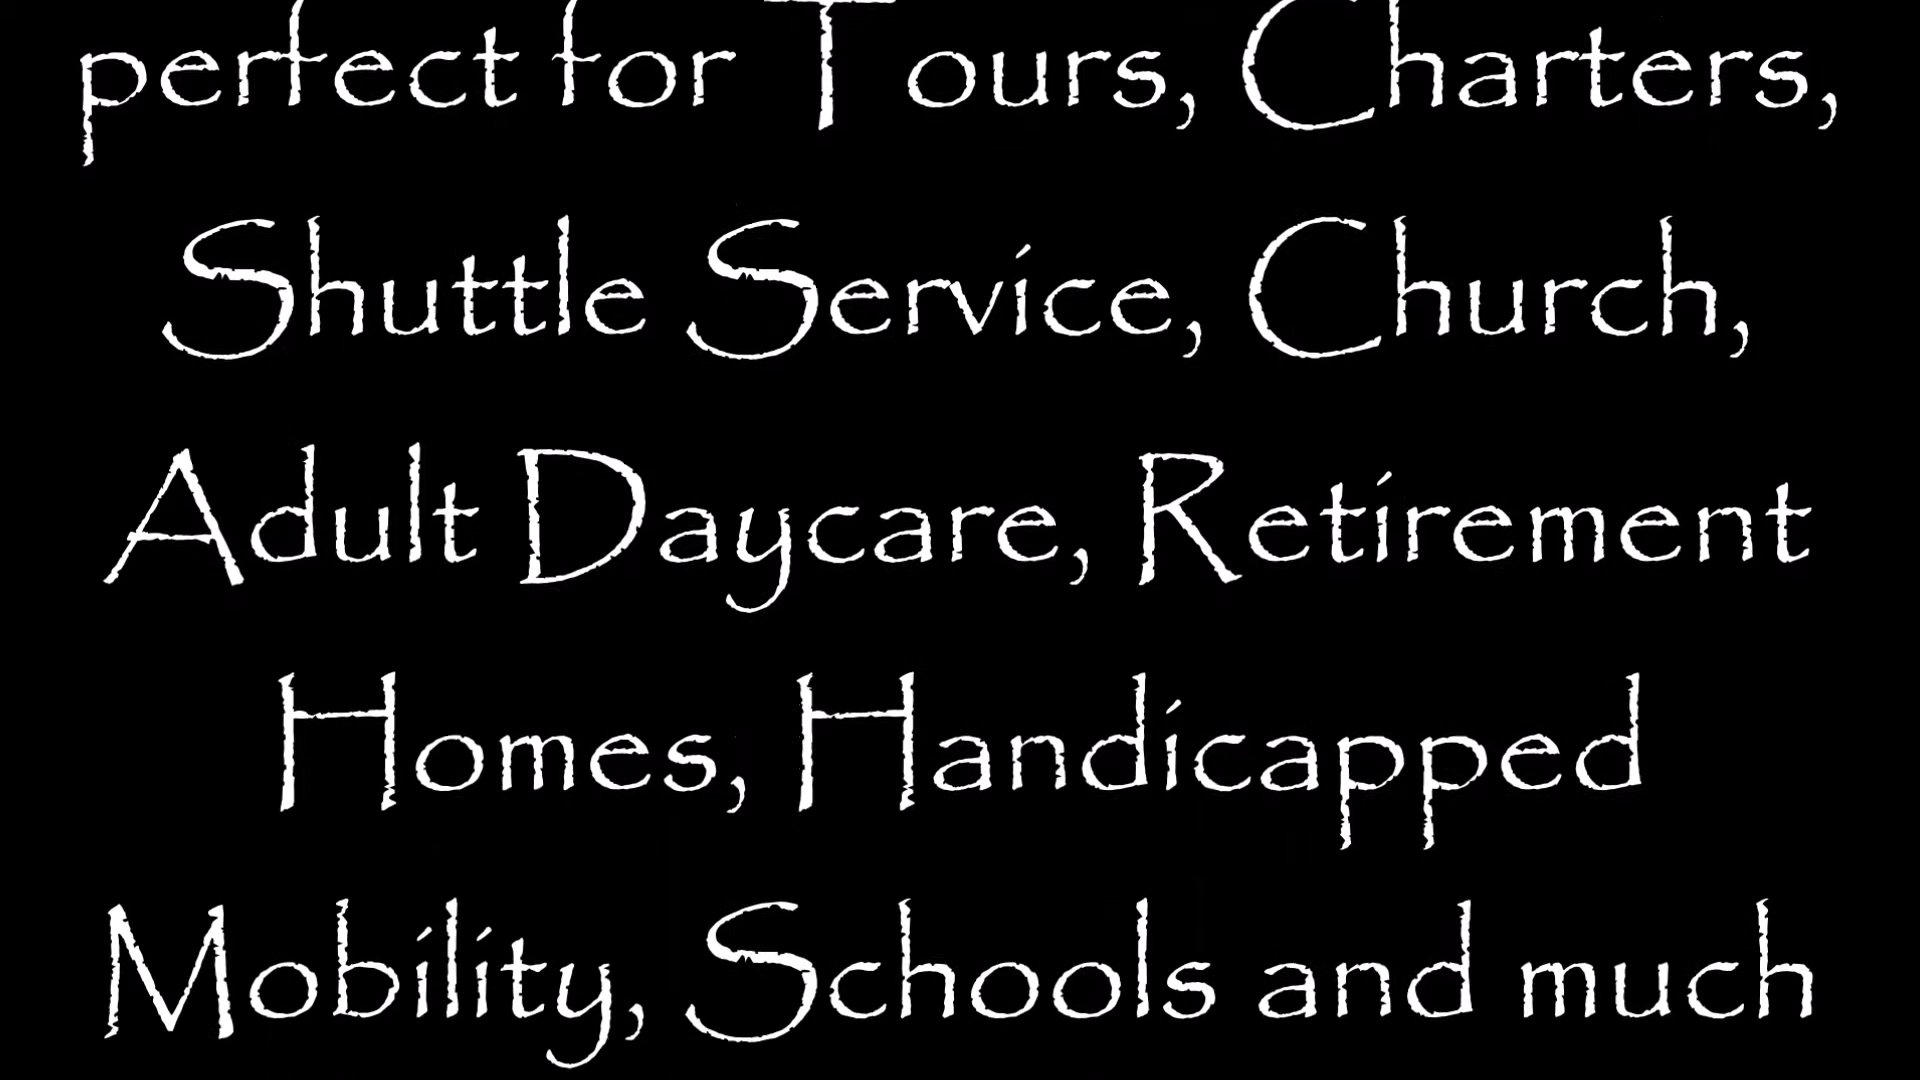 perfect for Tours, Charters,
Shuttle Service, Church,
Adult Daycare, Retirement
Homes, Handicapped
Mobility, Schools and much